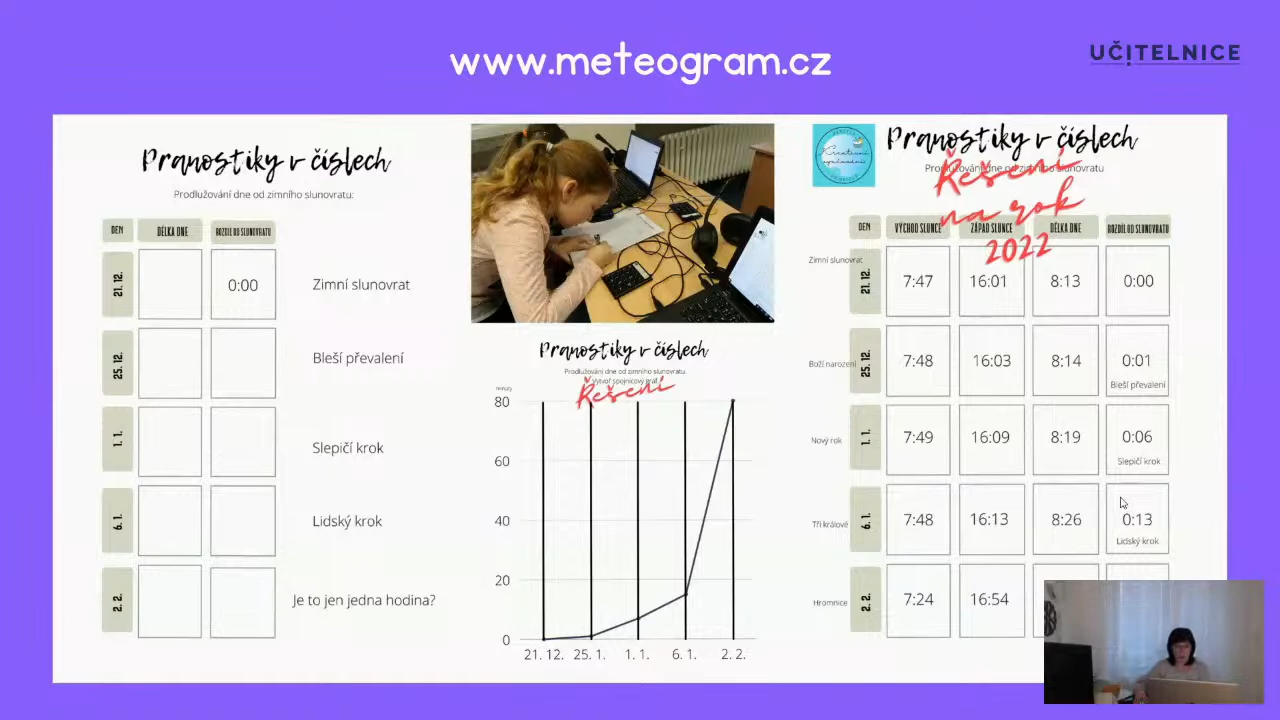 www.meteogram.cz
UČITELNICE
Pranostiky v číslech
Prodlužování dne od zimního slunovratu:
DEN DÉLKA DNE ROZDÍL OD SLUNOVRATU
21. 12. 0:00 Zimní slunovrat
25. 12. Bleší převalení
1. 1. Slepičí krok
6. 1. Lidský krok
2. 2. Je to jen jedna hodina?
Pranostiky v číslech
Prodlužování dne od zimního slunovratu.
Vytvoř spojnicový graf.
Řešení
minuty
80
60
40
20
0
21. 12. 25. 1. 1. 1. 6. 1. 2. 2.
Kreativní
Pranostiky v číslech
Prodlužování dne od zimního slunovratu
Řešení
na rok
2022
DEN VÝCHOD SLUNCE ZÁPAD SLUNCE DÉLKA DNE ROZDÍL OD SLUNOVRATU
Zimní slunovrat 21. 12. 7:47 16:01 8:13 0:00
Boží narození 25. 12. 7:48 16:03 8:14 0:01
Bleší převalení
Nový rok 1. 1. 7:49 16:09 8:19 0:06
Slepičí krok
Tři králové 6. 1. 7:48 16:13 8:26 0:13
Lidský krok
Hromnice 2. 2. 7:24 16:54